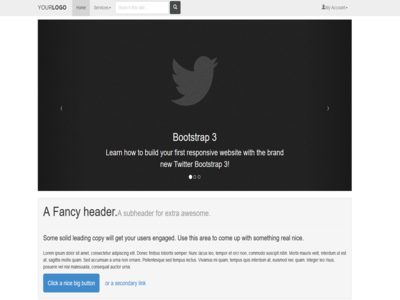 YOURLOGO Home Services Search this site... My Account
Bootstrap 3
Learn how to build your first responsive website with the brand
new Twitter Bootstrap 3!
A Fancy header. A subheader for extra awesome.
Some solid leading copy will get your users engaged. Use this area to come up with something real nice.
Lorem ipsum dolor sit amet, consectetur adipiscing elit. Donec finibus lobortis semper. Nunc lacus leo, tempor et orci non, commodo suscipit nibh. Morbi mauris velit, interdum ut est
at, sagittis mollis quam. Sed accumsan a urna non ornare. Pellentesque sed tempus lectus. Vivamus mi quam, tempus quis interdum at, euismod nec quam. Integer leo risus,
posuere vel nisl malesuada, consequat auctor urna.
Click a nice big button or a secondary link